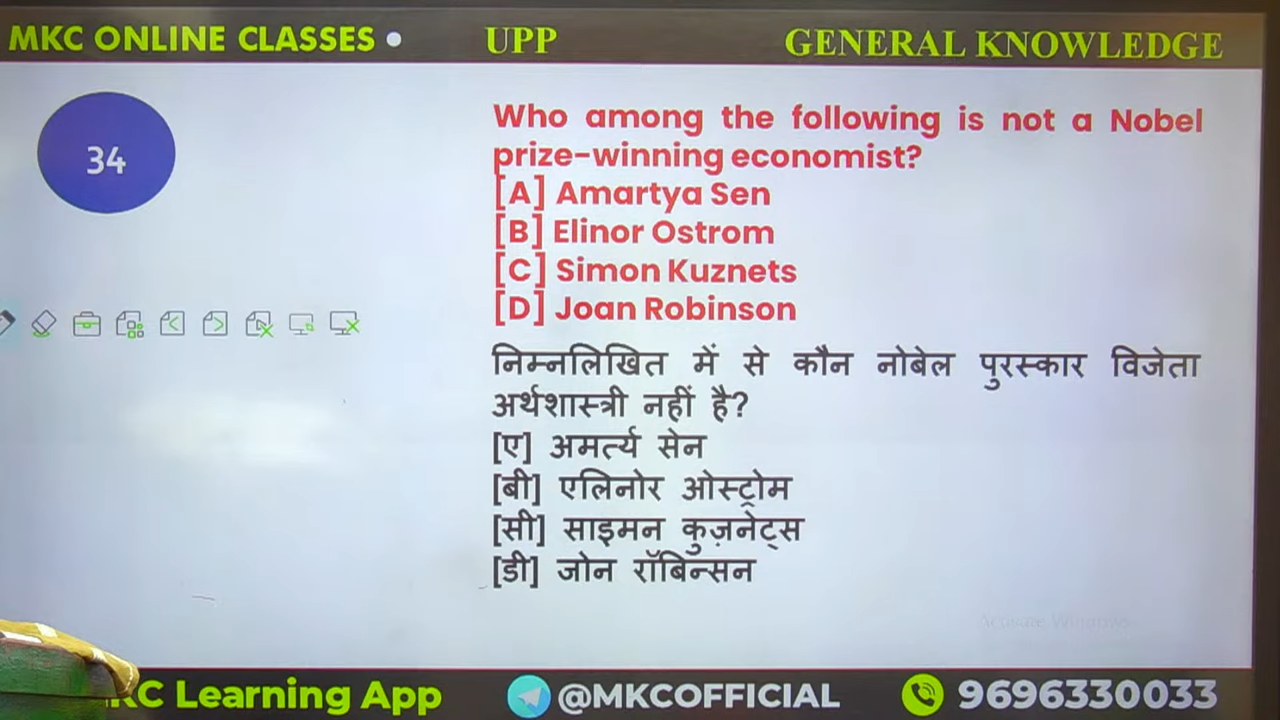 MKC ONLINE CLASSES • UPP GENERAL KNOWLEDGE
34
Who among the following is not a Nobel
prize-winning economist?
[A] Amartya Sen
[B] Elinor Ostrom
[C] Simon Kuznets
[D] Joan Robinson
निम्नलिखित में से कौन नोबेल पुरस्कार विजेता
अर्थशास्त्री नहीं है?
[ए] अमर्त्य सेन
[बी] एलिनोर ओस्ट्रोम
[सी] साइमन कुज़नेट्स
[डी] जोन रॉबिन्सन
Activate Windows
KC Learning App @MKCOFFICIAL 9696330033